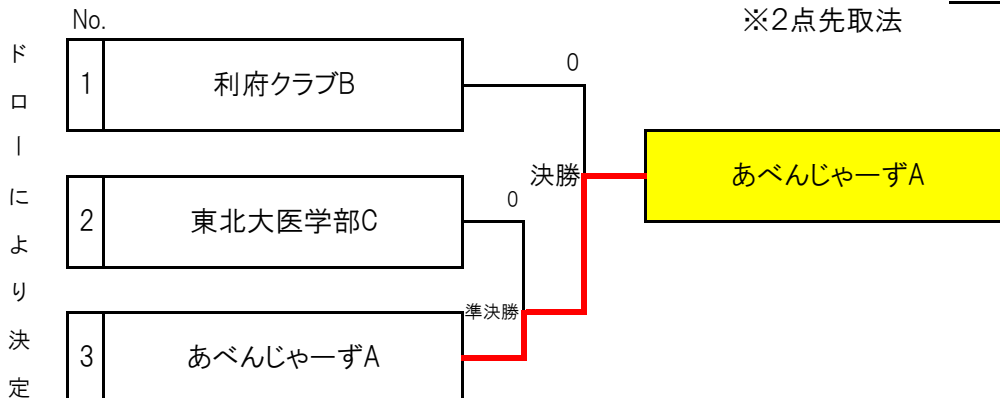 No.
※2点先取法
ドローにより決定
0
1 利府クラブB
決勝
あべんじゃーずA
0
2 東北大医学部C
準決勝
3 あべんじゃーずA